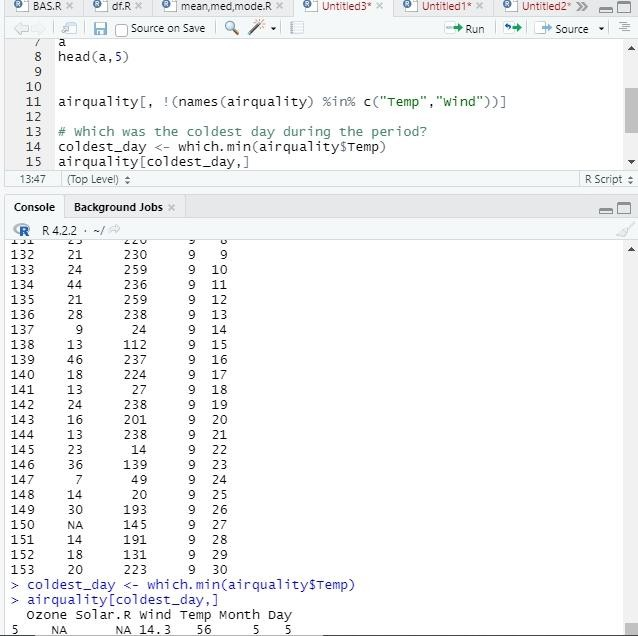 BAS.R df.R mean,med,mode.R Untitled3* Untitled1* Untitled2*
Source on Save Run Source
7 a
8 head(a,5)
9
10
11 airquality[, !(names(airquality) %in% c("Temp","Wind"))]
12
13 # Which was the coldest day during the period?
14 coldest_day <- which.min(airquality$Temp)
15 airquality[coldest_day,]
13:47 (Top Level) R Script
Console Background Jobs
R R 4.2.2 · ~/
131 23 220 9 8
132 21 230 9 9
133 24 259 9 10
134 44 236 9 11
135 21 259 9 12
136 28 238 9 13
137 9 24 9 14
138 13 112 9 15
139 46 237 9 16
140 18 224 9 17
141 13 27 9 18
142 24 238 9 19
143 16 201 9 20
144 13 238 9 21
145 23 14 9 22
146 36 139 9 23
147 7 49 9 24
148 14 20 9 25
149 30 193 9 26
150 NA 145 9 27
151 14 191 9 28
152 18 131 9 29
153 20 223 9 30
> coldest_day <- which.min(airquality$Temp)
> airquality[coldest_day,]
Ozone Solar.R Wind Temp Month Day
5 NA NA 14.3 56 5 5